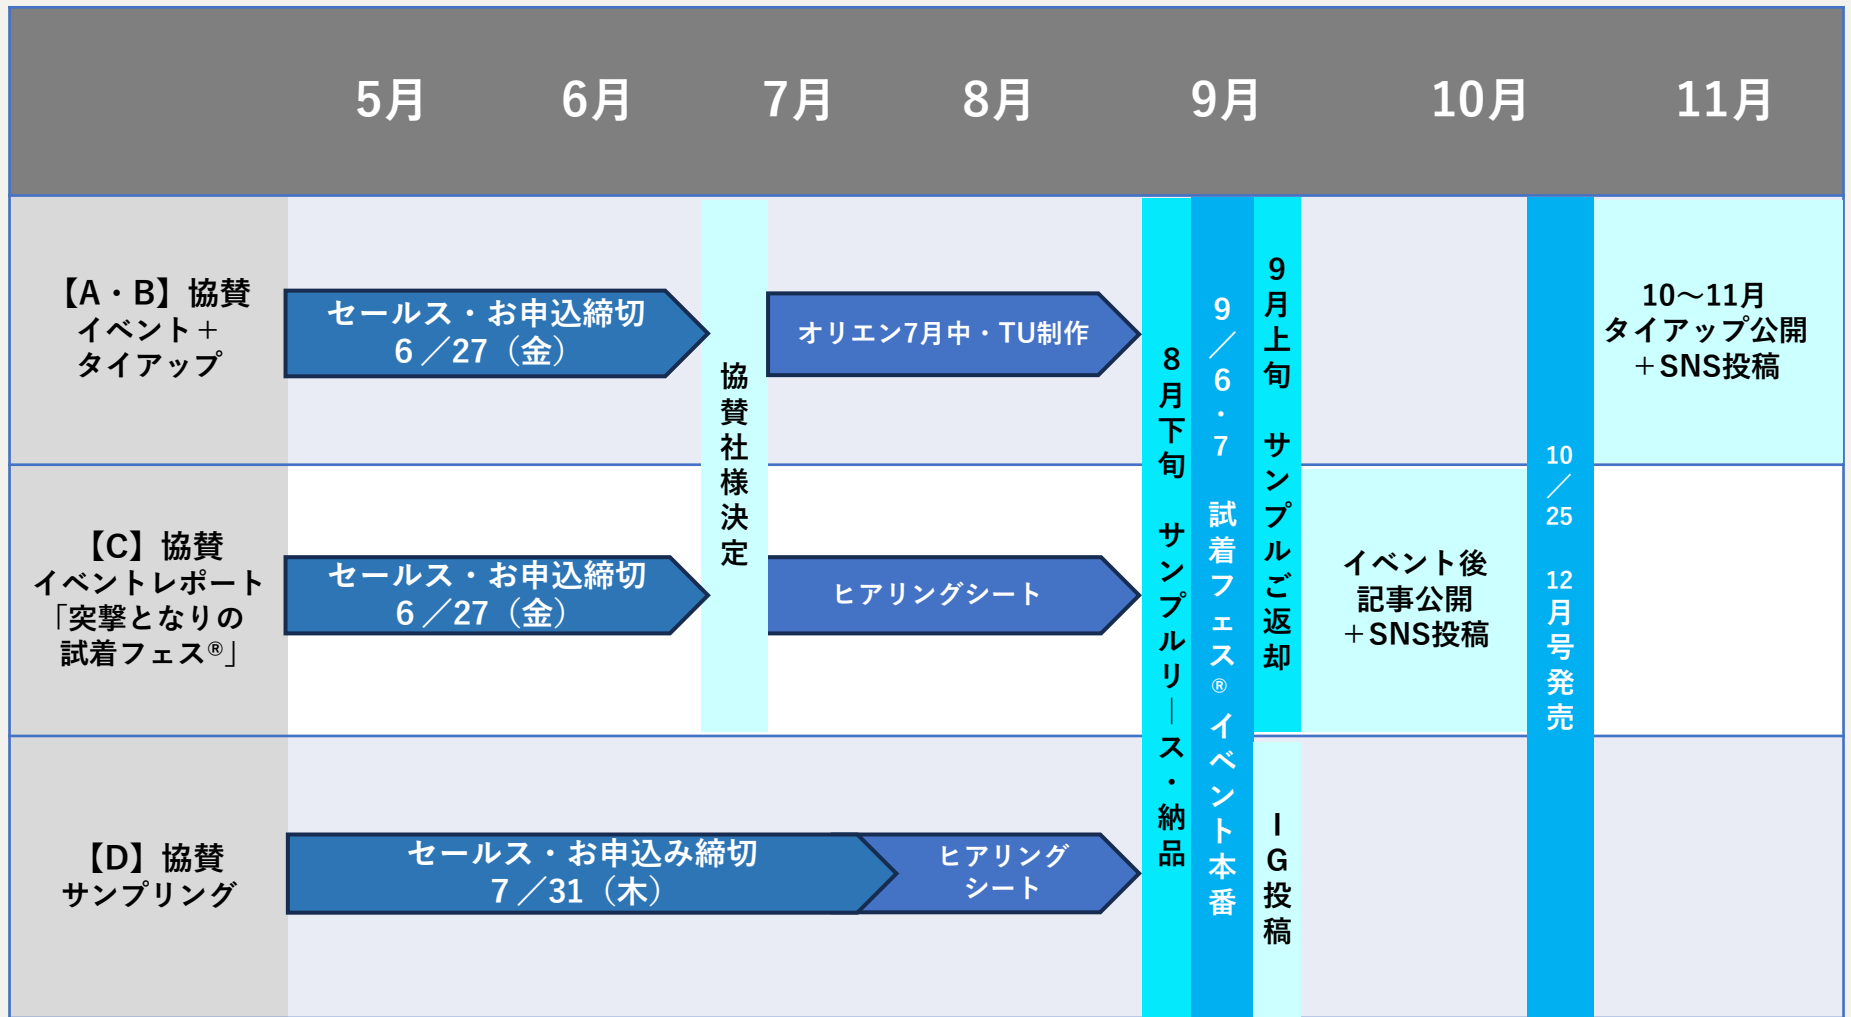 5月
6月
7月
8月
9月
10月
11月
【A・B】協賛
イベント＋
タイアップ
セールス・お申込締切
６／27（金）
協賛社様決定
オリエン7月中・TU制作
8月下旬　サンプルリース・納品
9／6・7　試着フェス®イベント本番
9月上旬　サンプルご返却
10／25　12月号発売
10～11月
タイアップ公開
＋SNS投稿
【C】協賛
イベントレポート
「突撃となりの
試着フェス®」
セールス・お申込締切
６／27（金）
ヒアリングシート
イベント後
記事公開
＋SNS投稿
【D】協賛
サンプリング
セールス・お申込み締切
７／31（木）
ヒアリング
シート
IG投稿